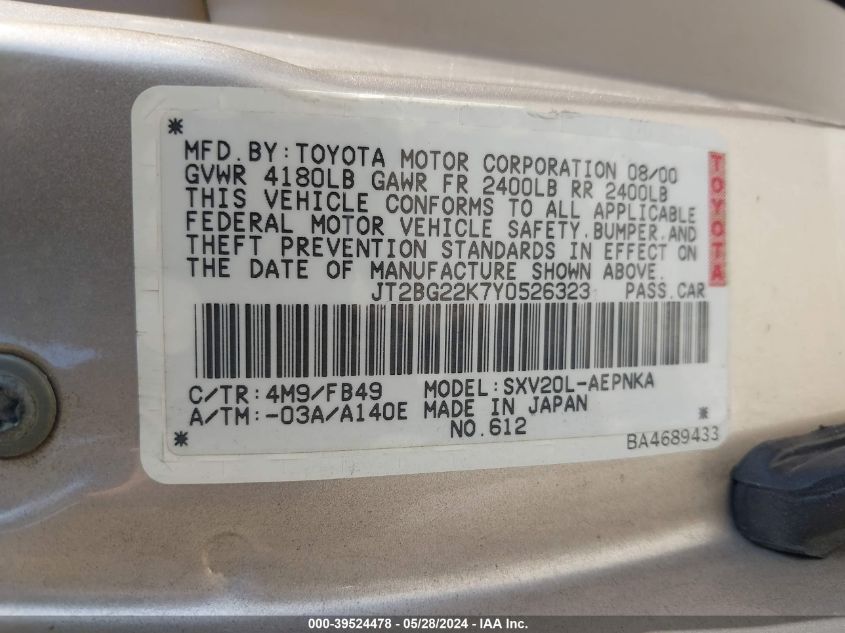 MFD.BY:TOYOTA MOTOR CORPORATION 08/00
GVWR 4180LB GAWR FR 2400LB RR 2400LB
THIS VEHICLE CONFORMS TO ALL APPLICABLE
FEDERAL MOTOR VEHICLE SAFETY.BUMPER.AND
THEFT PREVENTION STANDARDS IN EFFECT ON
THE DATE OF MANUFACTURE SHOWN ABOVE.
JT2BG22K7Y0526323 PASS.CAR
TOYOTA
C/TR:4M9/FB49 MODEL:SXV20L-AEPNKA
A/TM:-03A/A140E MADE IN JAPAN
NO.612
BA4689433
000-39524478 - 05/28/2024 - IAA Inc.